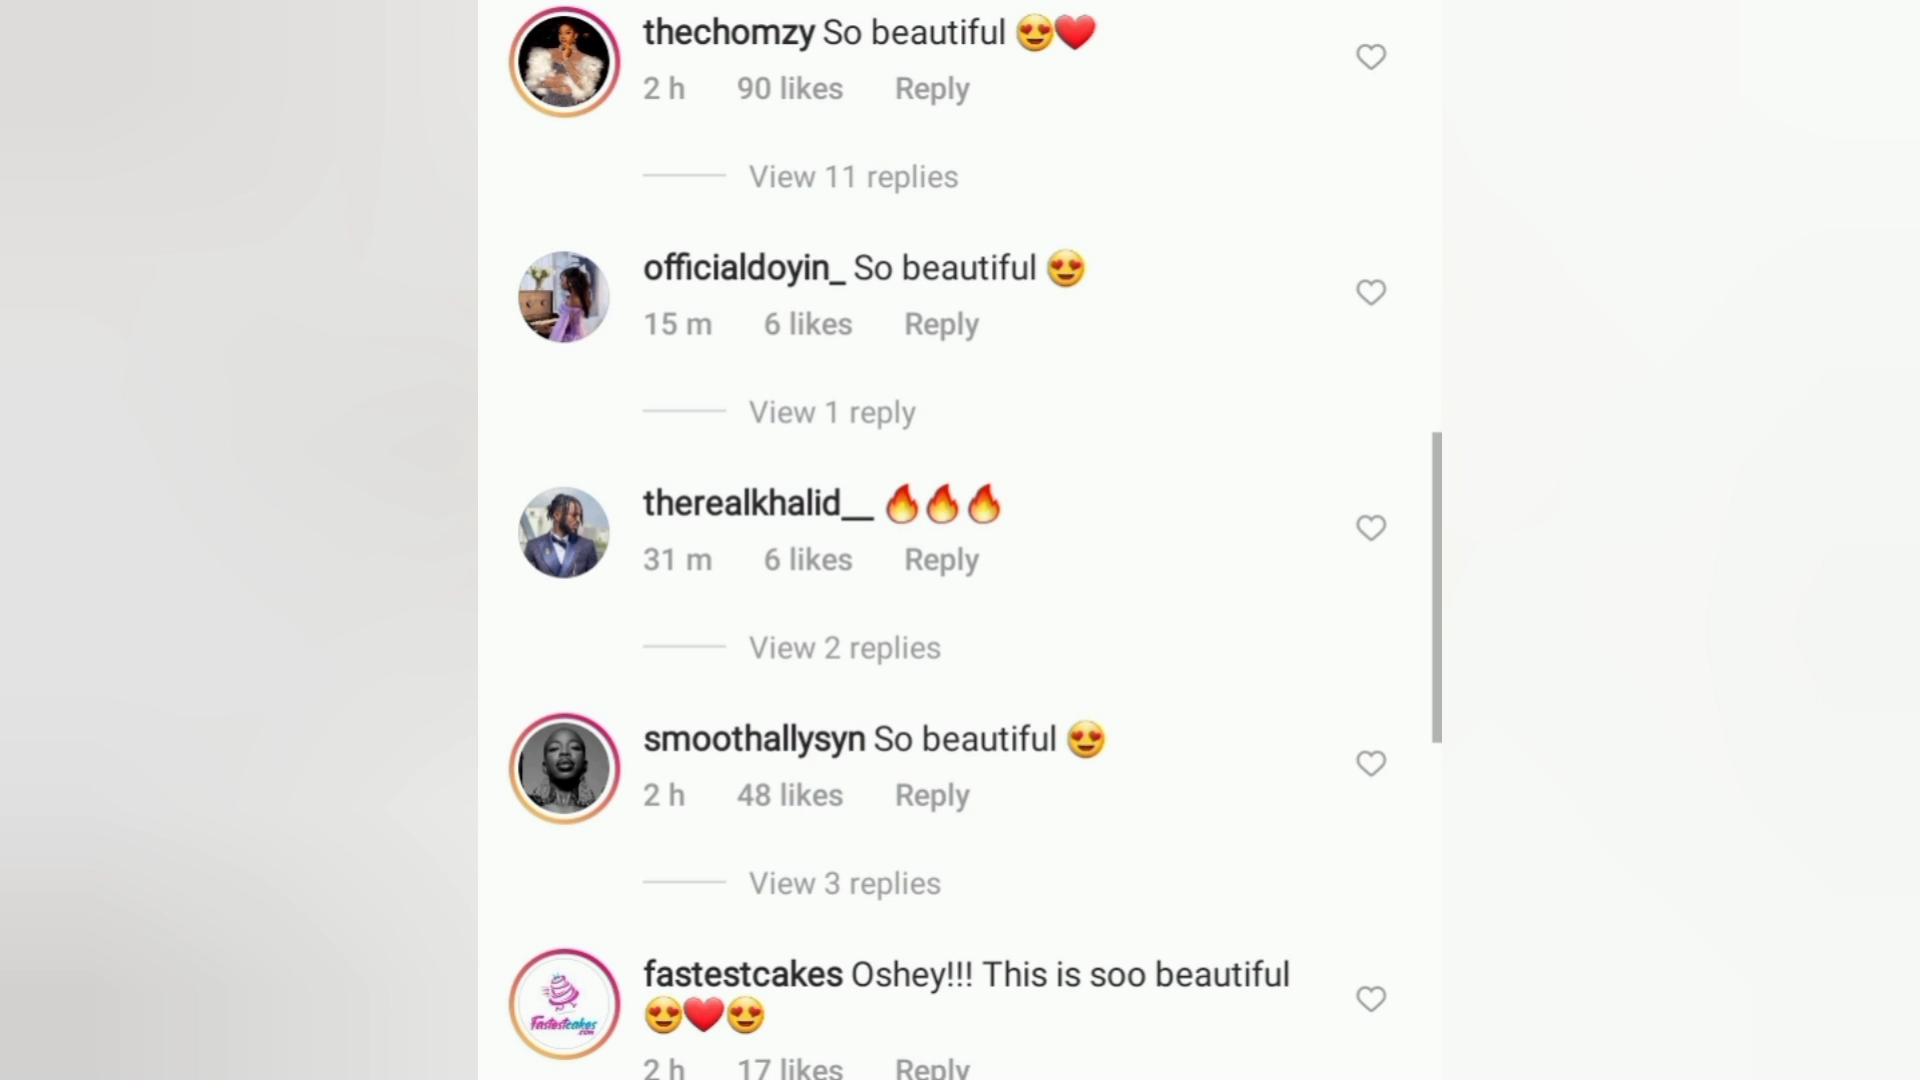 thechomzy So beautiful 😍❤️
2 h 90 likes Reply
View 11 replies
officialdoyin_ So beautiful 😍
15 m 6 likes Reply
View 1 reply
therealkhalid__ 🔥🔥🔥
31 m 6 likes Reply
View 2 replies
smoothallysyn So beautiful 😍
2 h 48 likes Reply
View 3 replies
fastestcakes Oshey!!! This is soo beautiful
😍❤️😍
Fastestcakes
.com
2 h 17 likes Reply